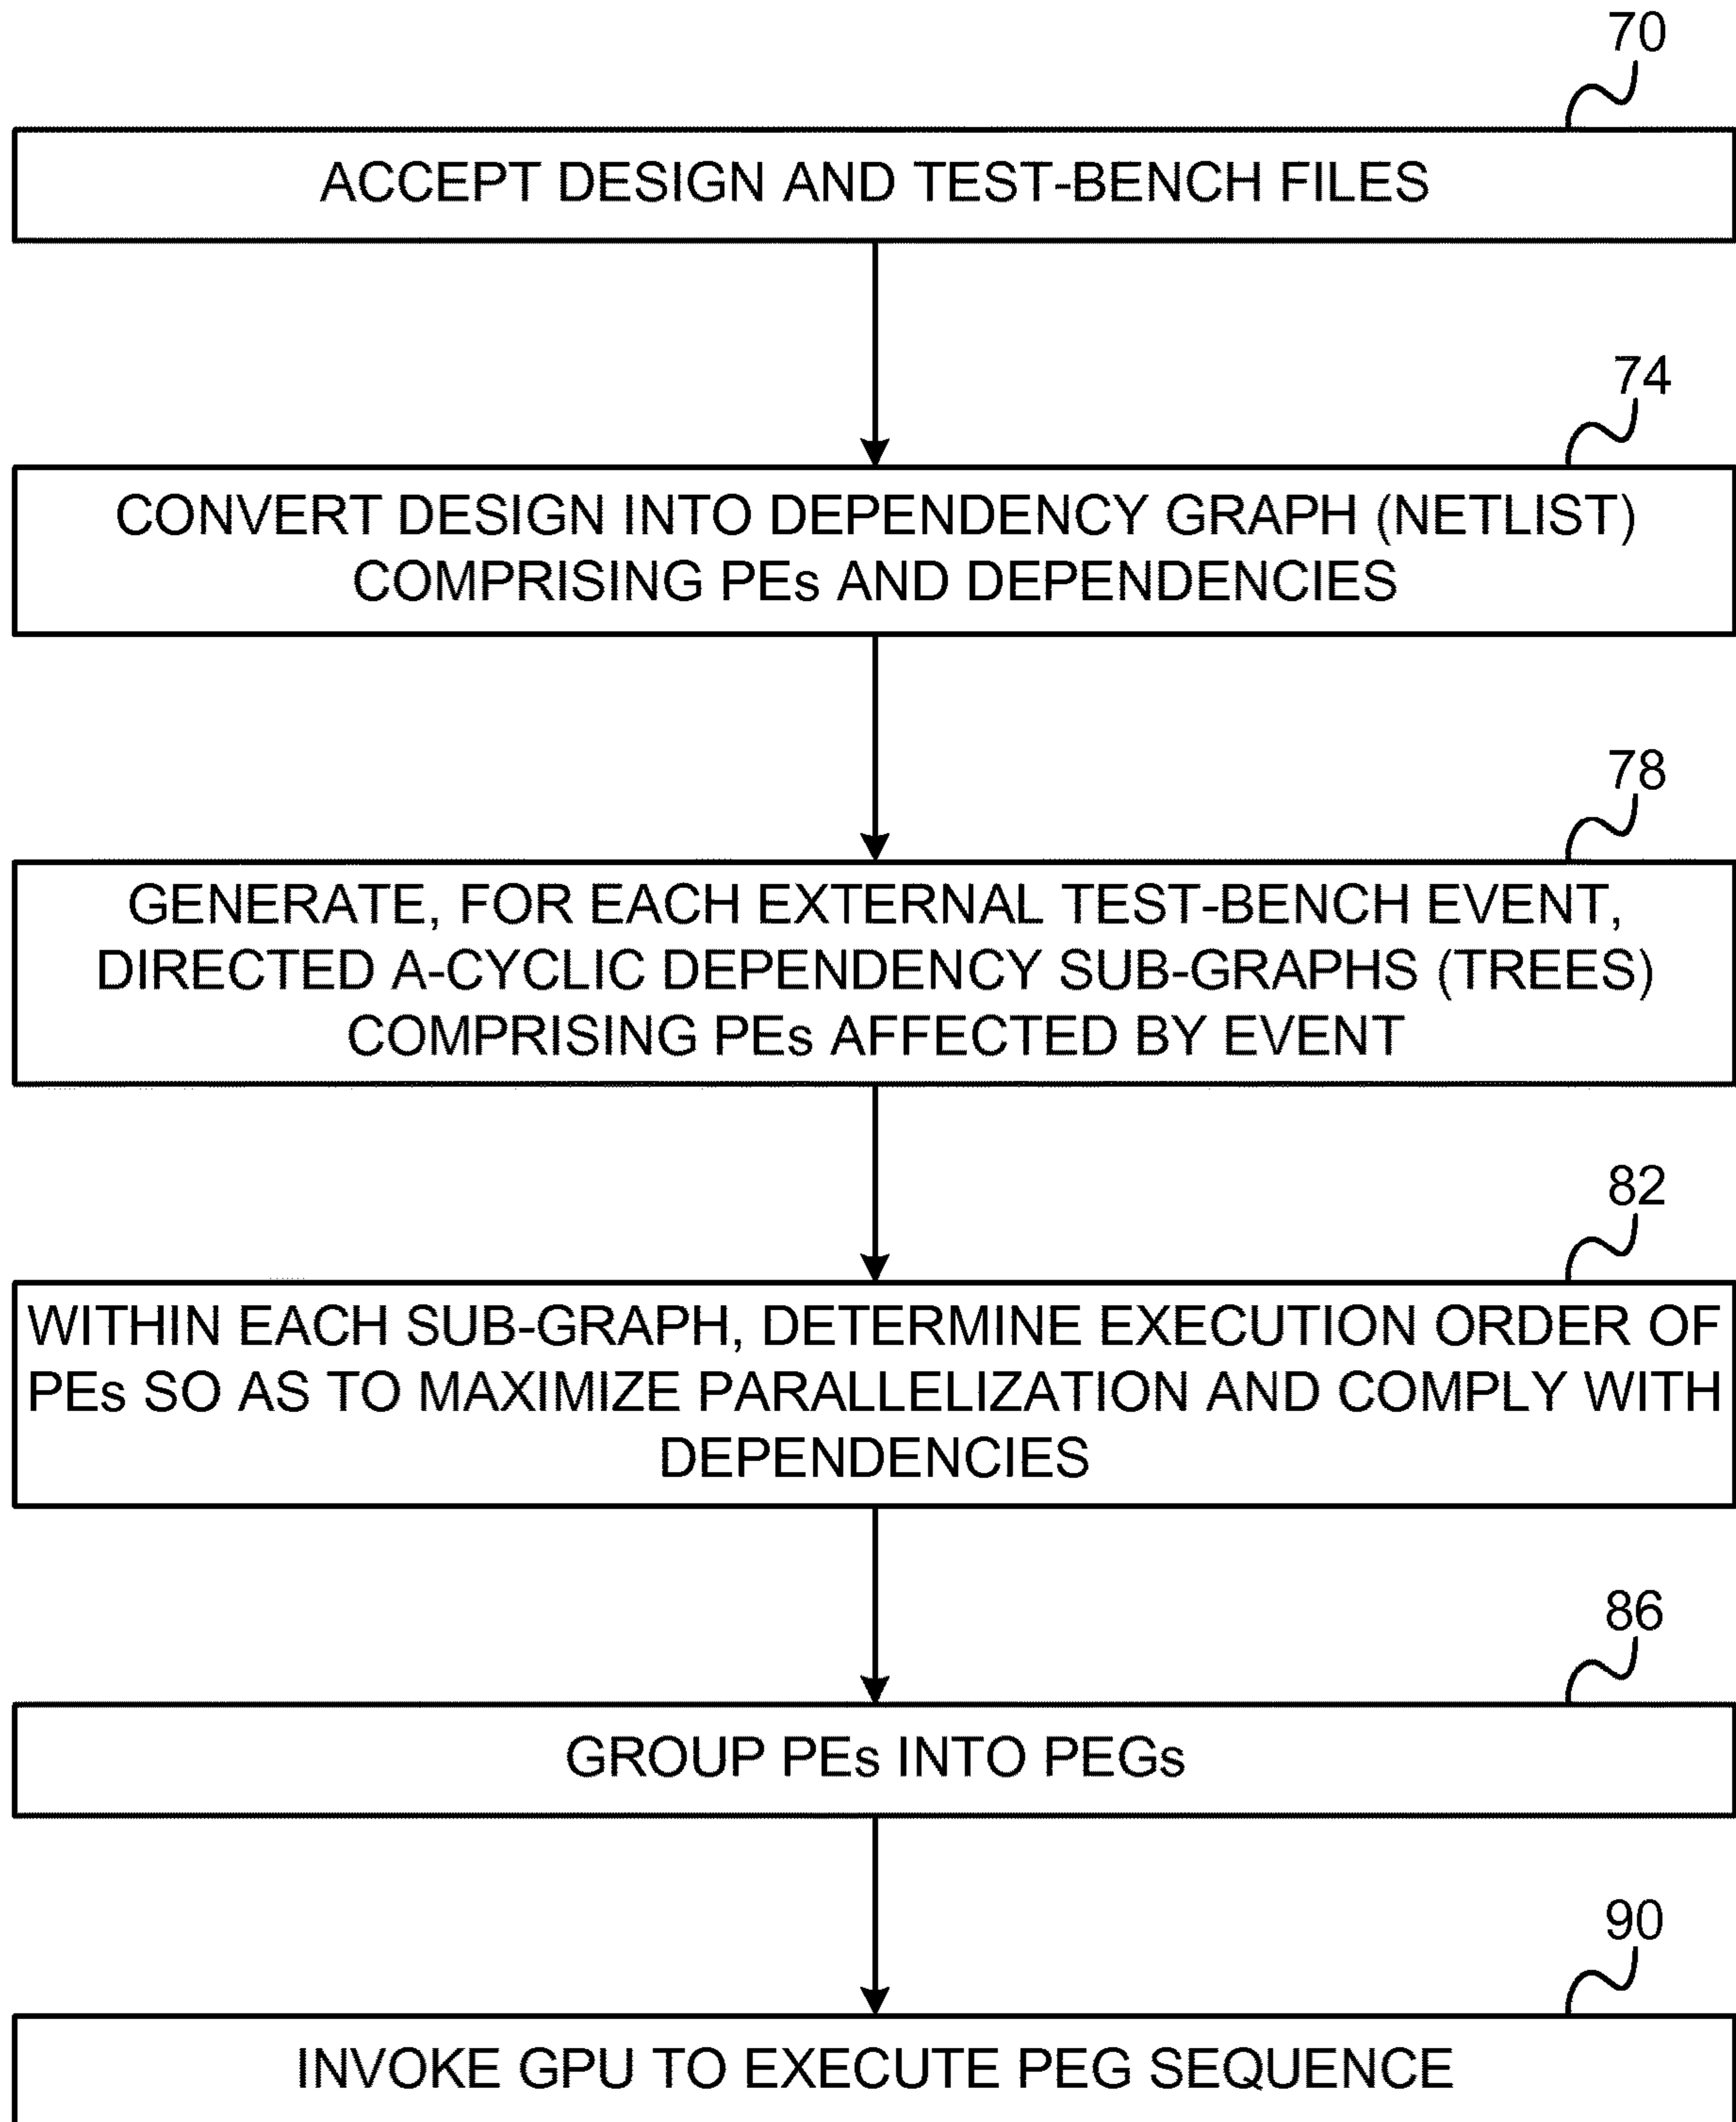 70
ACCEPT DESIGN AND TEST-BENCH FILES
74
CONVERT DESIGN INTO DEPENDENCY GRAPH (NETLIST)
COMPRISING PEs AND DEPENDENCIES
78
GENERATE, FOR EACH EXTERNAL TEST-BENCH EVENT,
DIRECTED A-CYCLIC DEPENDENCY SUB-GRAPHS (TREES)
COMPRISING PEs AFFECTED BY EVENT
82
WITHIN EACH SUB-GRAPH, DETERMINE EXECUTION ORDER OF
PEs SO AS TO MAXIMIZE PARALLELIZATION AND COMPLY WITH
DEPENDENCIES
86
GROUP PEs INTO PEGs
90
INVOKE GPU TO EXECUTE PEG SEQUENCE